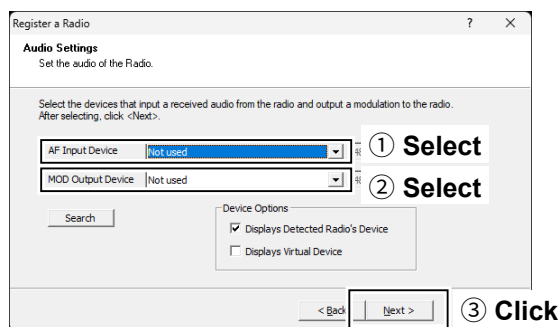 Register a Radio ? ×
Audio Settings
Set the audio of the Radio.
Select the devices that input a received audio from the radio and output a modulation to the radio.
After selecting, click <Next>.
AF Input Device Not used ① Select
MOD Output Device Not used ② Select
Search
Device Options
Displays Detected Radio's Device
Displays Virtual Device
< Back Next > ③ Click